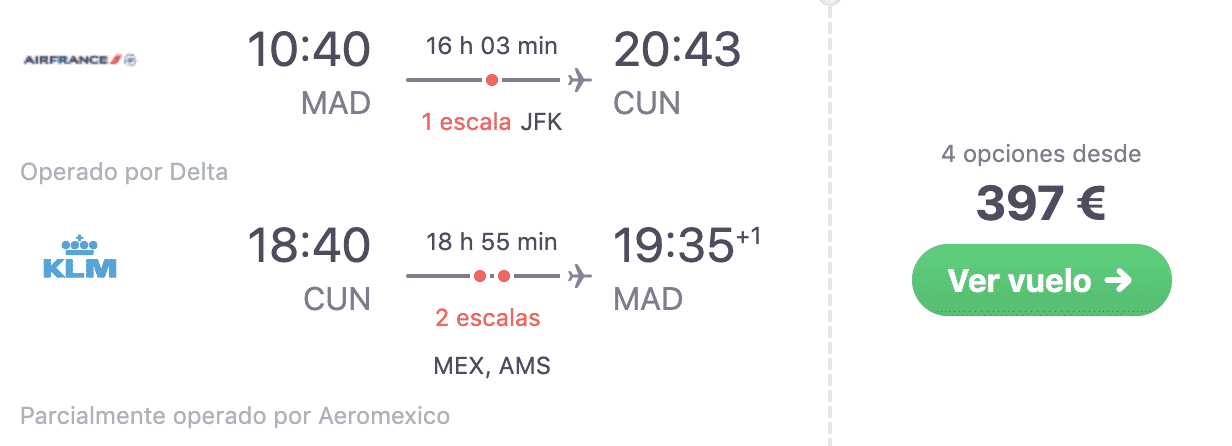 AIRFRANCE
10:40
16 h 03 min
20:43
MAD
1 escala JFK
CUN
Operado por Delta
KLM
18:40
18 h 55 min
19:35+1
CUN
2 escalas
MAD
MEX, AMS
Parcialmente operado por Aeromexico
4 opciones desde
397 €
Ver vuelo →